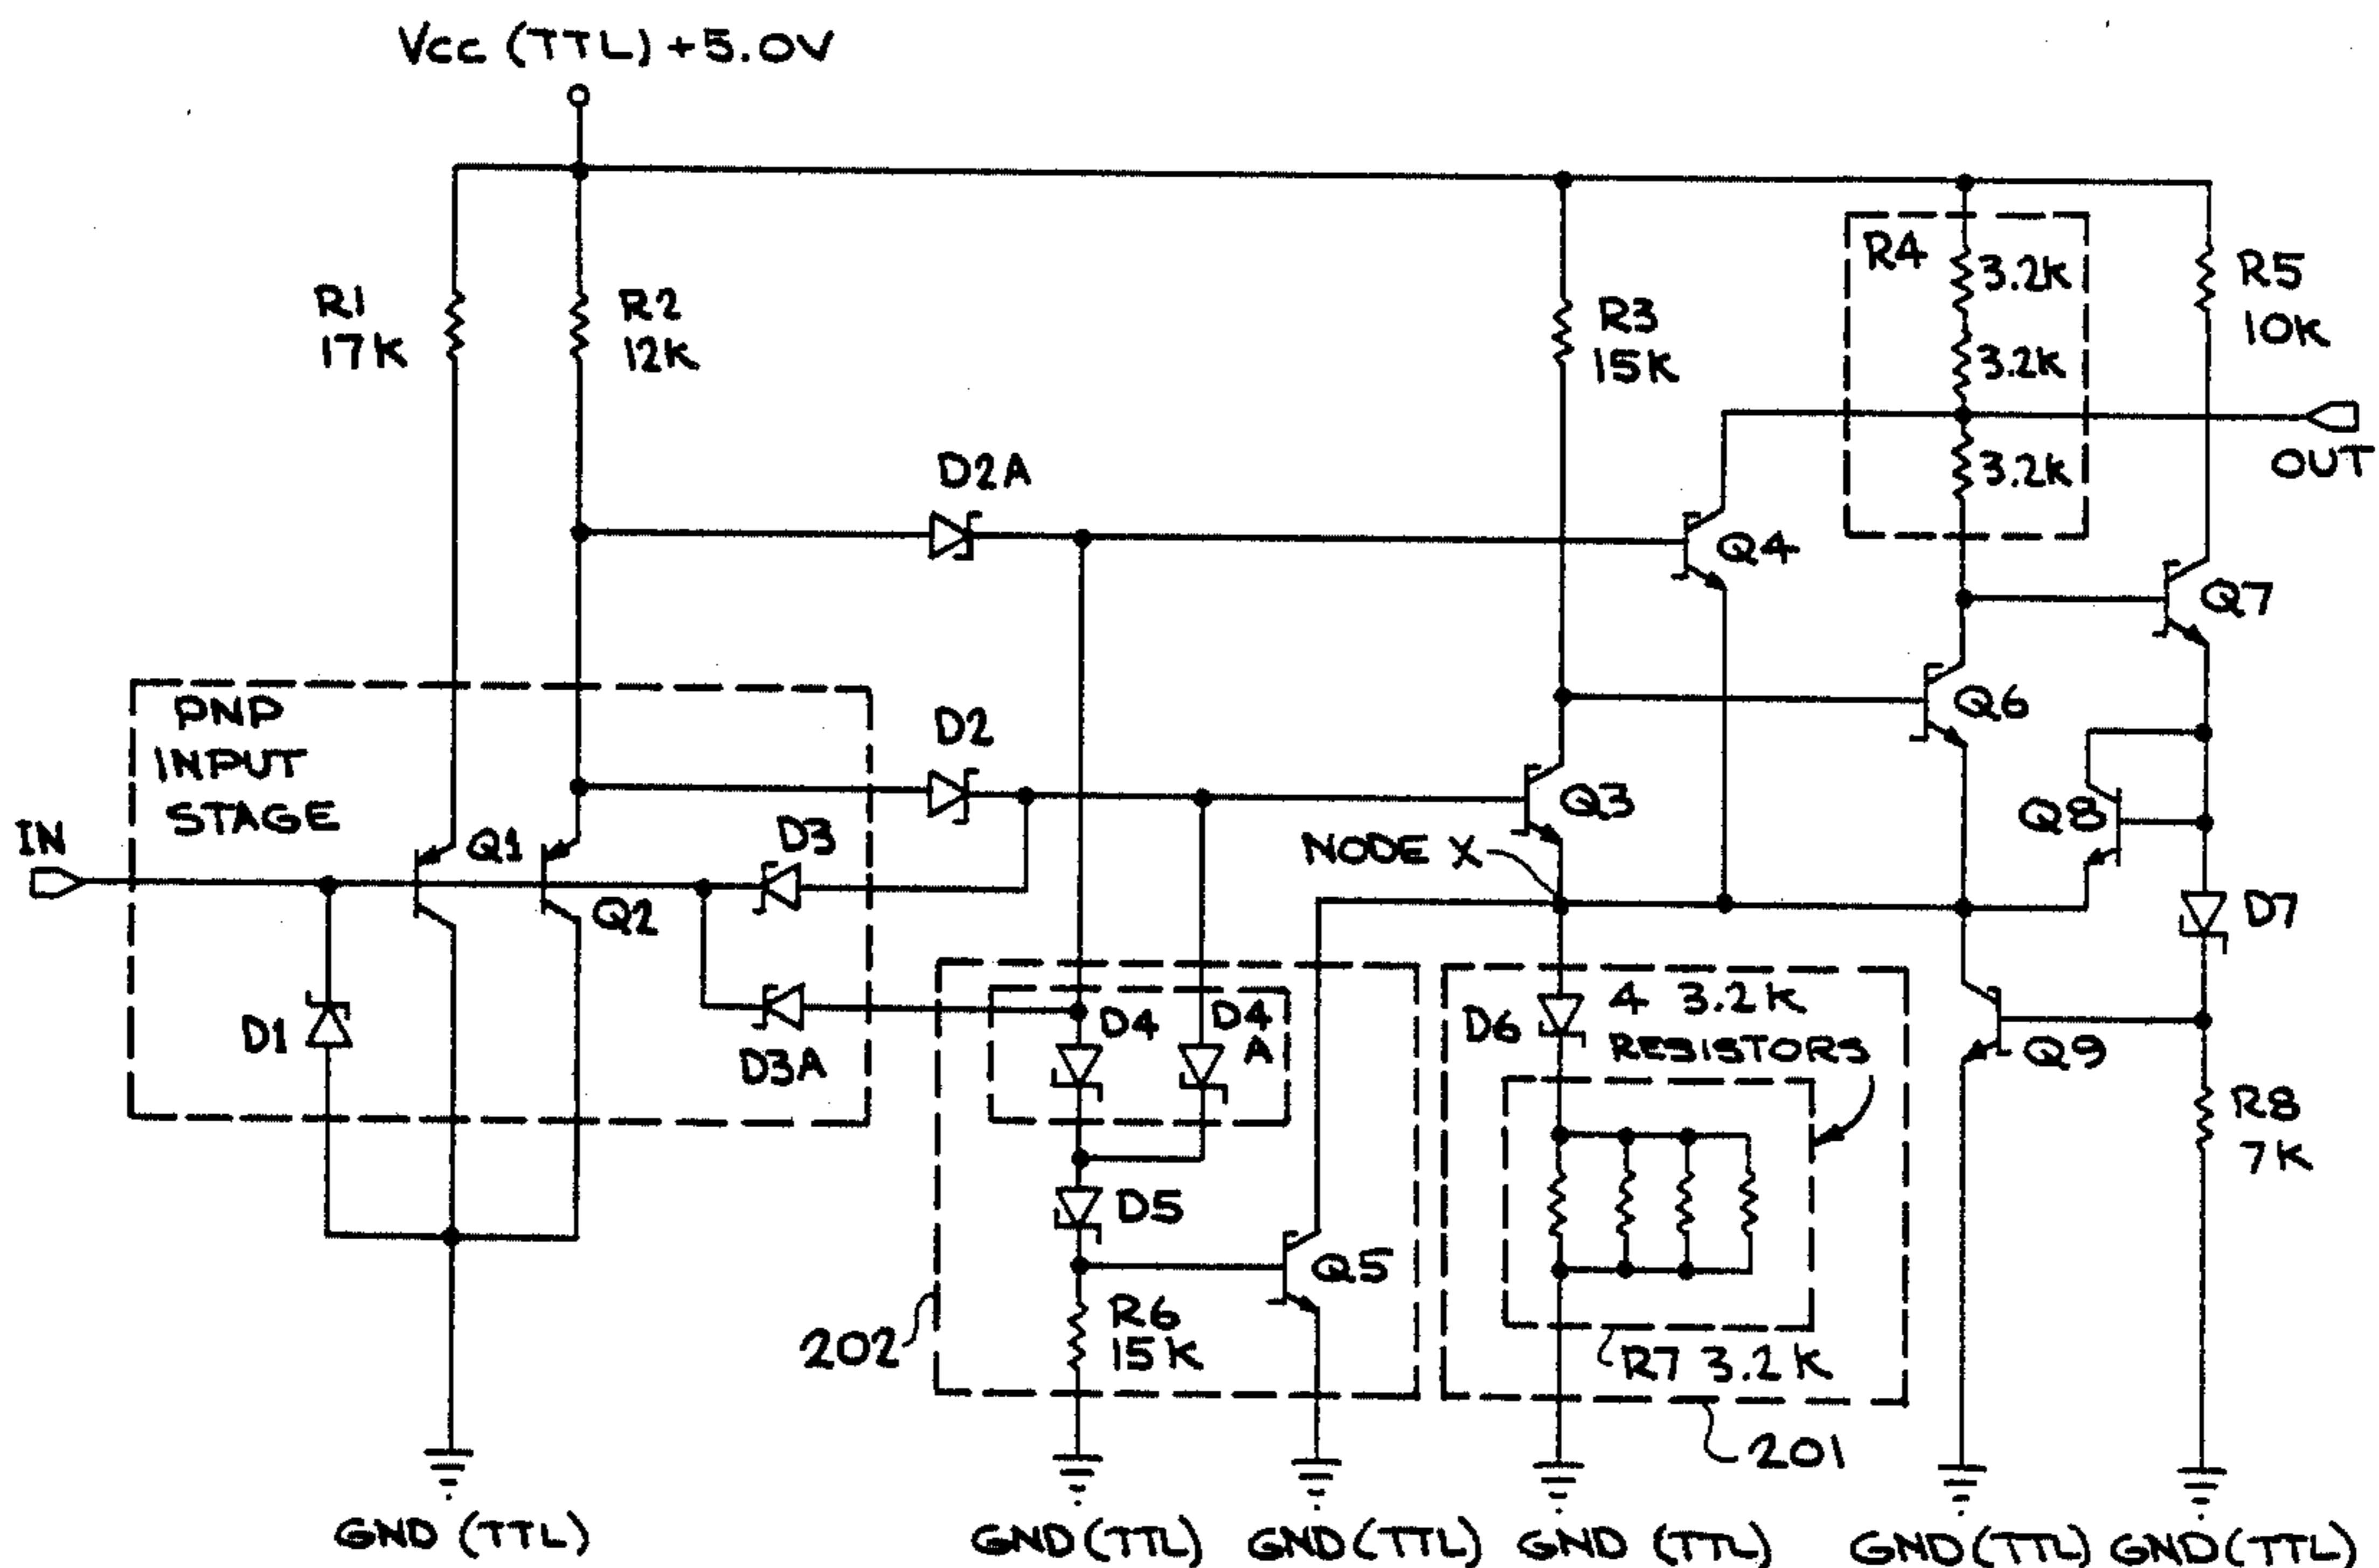 Vcc (TTL) +5.0V
R1
17K
R2
12K
R3
15K
R4
3.2K
3.2K
3.2K
R5
10K
OUT
D2A
Q4
Q7
PNP
INPUT
STAGE
IN
Q1
Q2
D2
D3
D3A
D1
Q3
NODE X
Q6
Q8
D7
D4
D4
A
D5
Q5
R6
15K
202
D6
4 3.2K
RESISTORS
R7 3.2K
201
Q9
R8
7K
GND (TTL)
GND (TTL)
GND (TTL)
GND (TTL)
GND (TTL)
GND (TTL)